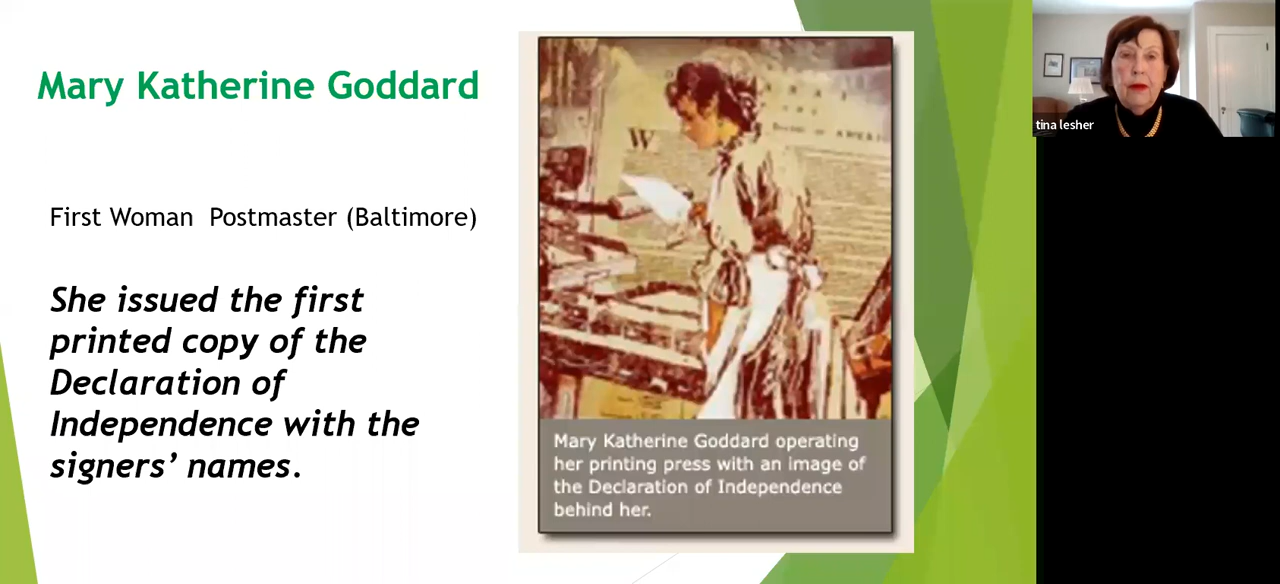 Mary Katherine Goddard
First Woman  Postmaster (Baltimore)
She issued the first
printed copy of the
Declaration of
Independence with the
signers’ names.
W
Mary Katherine Goddard operating
her printing press with an image of
the Declaration of Independence
behind her.
tina lesher